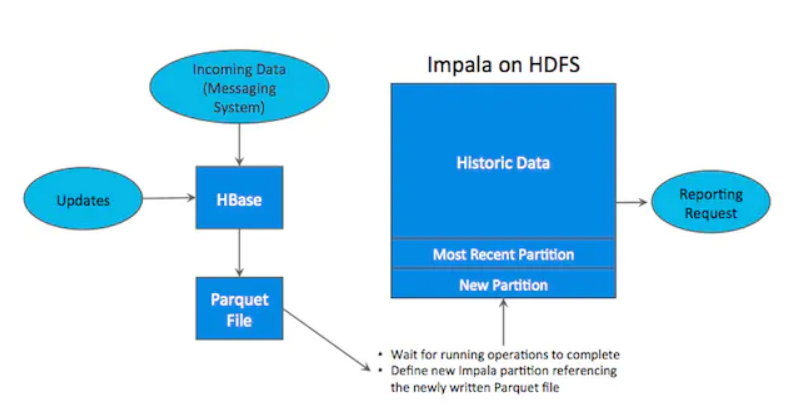 Impala on HDFS
Incoming Data
(Messaging
System)
Updates
HBase
Parquet
File
Historic Data
Most Recent Partition
New Partition
Reporting
Request
• Wait for running operations to complete
• Define new Impala partition referencing
the newly written Parquet file